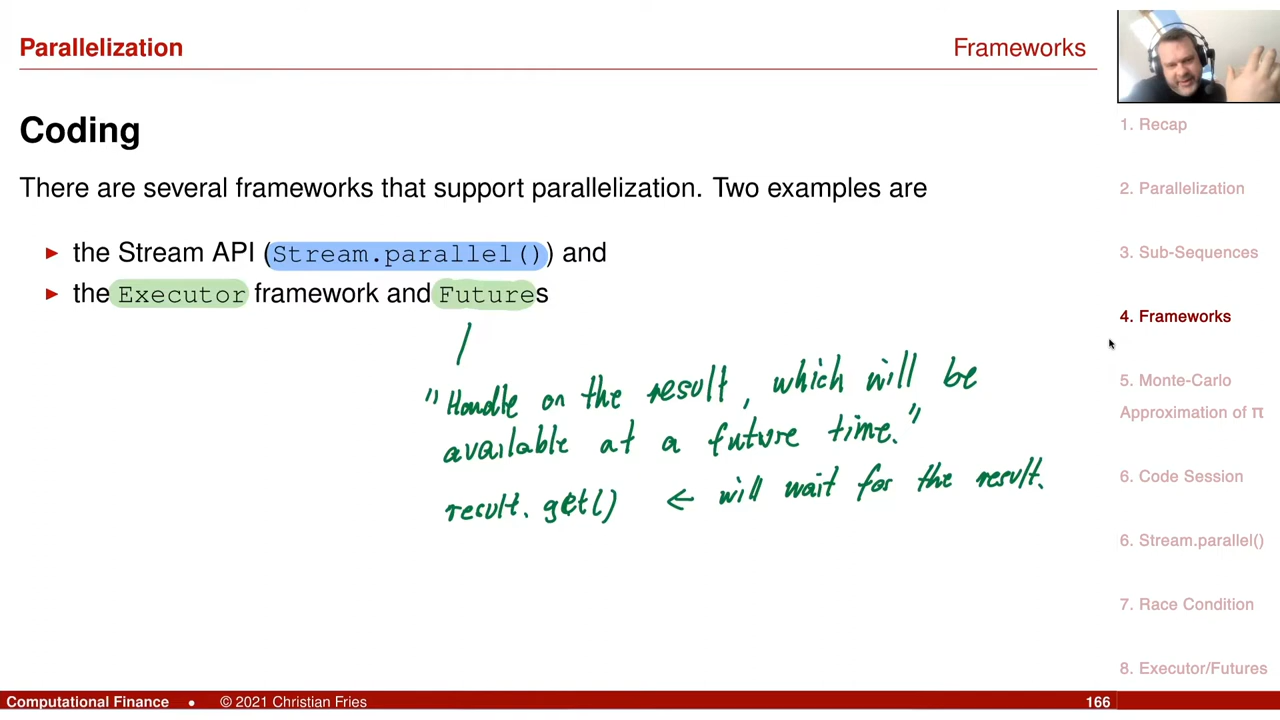 Parallelization
Frameworks
Coding
There are several frameworks that support parallelization. Two examples are
► the Stream API (Stream.parallel()) and
► the Executor framework and Futures
"Handle on the result, which will be
available at a future time."
result.get() ← will wait for the result.
1. Recap
2. Parallelization
3. Sub-Sequences
4. Frameworks
5. Monte-Carlo
Approximation of π
6. Code Session
6. Stream.parallel()
7. Race Condition
8. Executor/Futures
Computational Finance • © 2021 Christian Fries 166